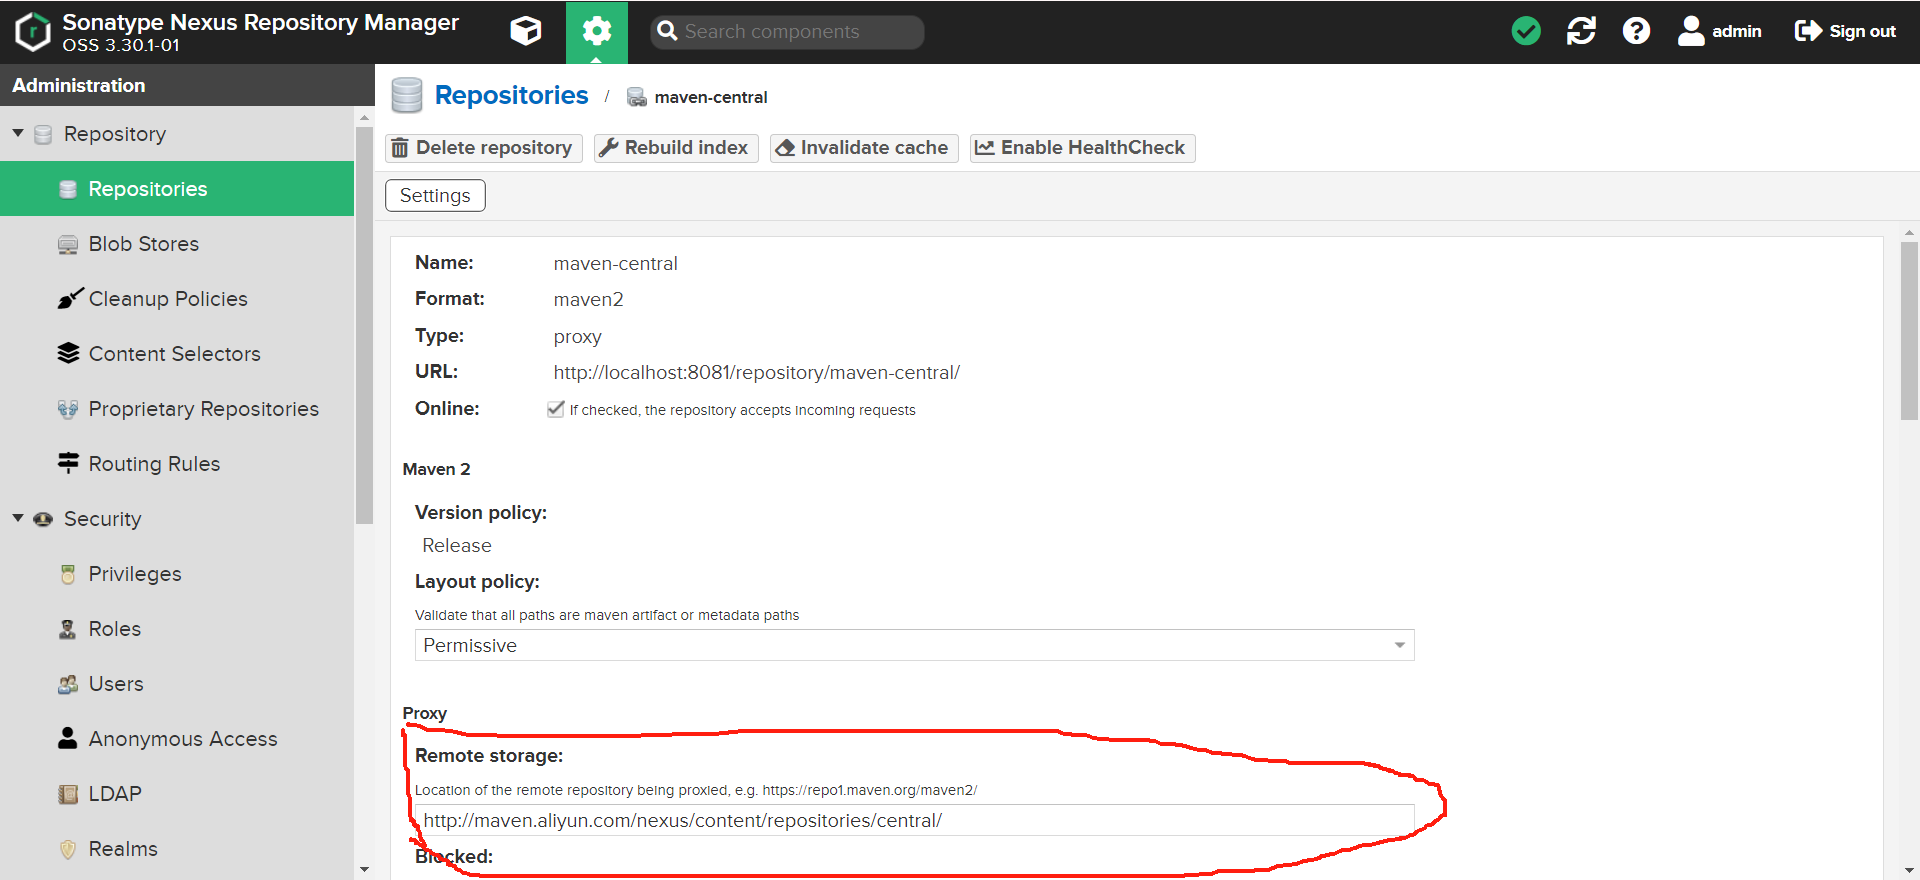 Sonatype Nexus Repository Manager
OSS 3.30.1-01
Search components
admin
Sign out
Administration
Repository
Repositories
Blob Stores
Cleanup Policies
Content Selectors
Proprietary Repositories
Routing Rules
Security
Privileges
Roles
Users
Anonymous Access
LDAP
Realms
Repositories / maven-central
Delete repository
Rebuild index
Invalidate cache
Enable HealthCheck
Settings
Name: maven-central
Format: maven2
Type: proxy
URL: http://localhost:8081/repository/maven-central/
Online: If checked, the repository accepts incoming requests
Maven 2
Version policy:
Release
Layout policy:
Validate that all paths are maven artifact or metadata paths
Permissive
Proxy
Remote storage:
Location of the remote repository being proxied, e.g. https://repo1.maven.org/maven2/
http://maven.aliyun.com/nexus/content/repositories/central/
Blocked: